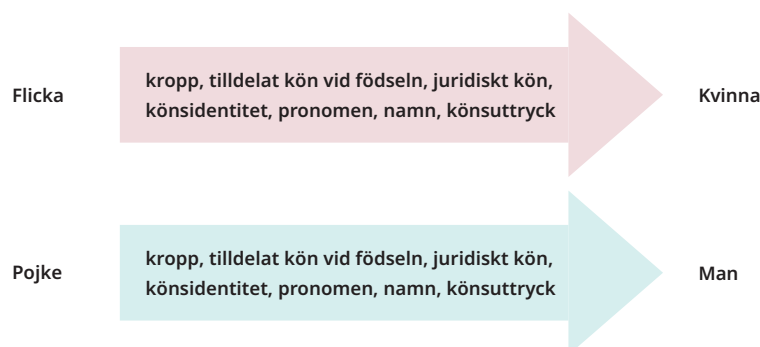 Flicka
kropp, tilldelat kön vid födseln, juridiskt kön,
könsidentitet, pronomen, namn, könsuttryck
Kvinna
Pojke
kropp, tilldelat kön vid födseln, juridiskt kön,
könsidentitet, pronomen, namn, könsuttryck
Man